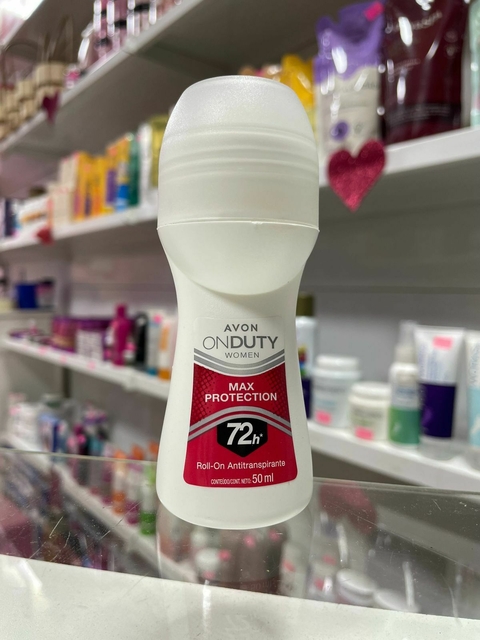 AVON
ONDUTY
WOMEN
MAX
PROTECTION
72h*
Roll-On Antitranspirante
CONTEÚDO/CONT. NETO: 50 ml